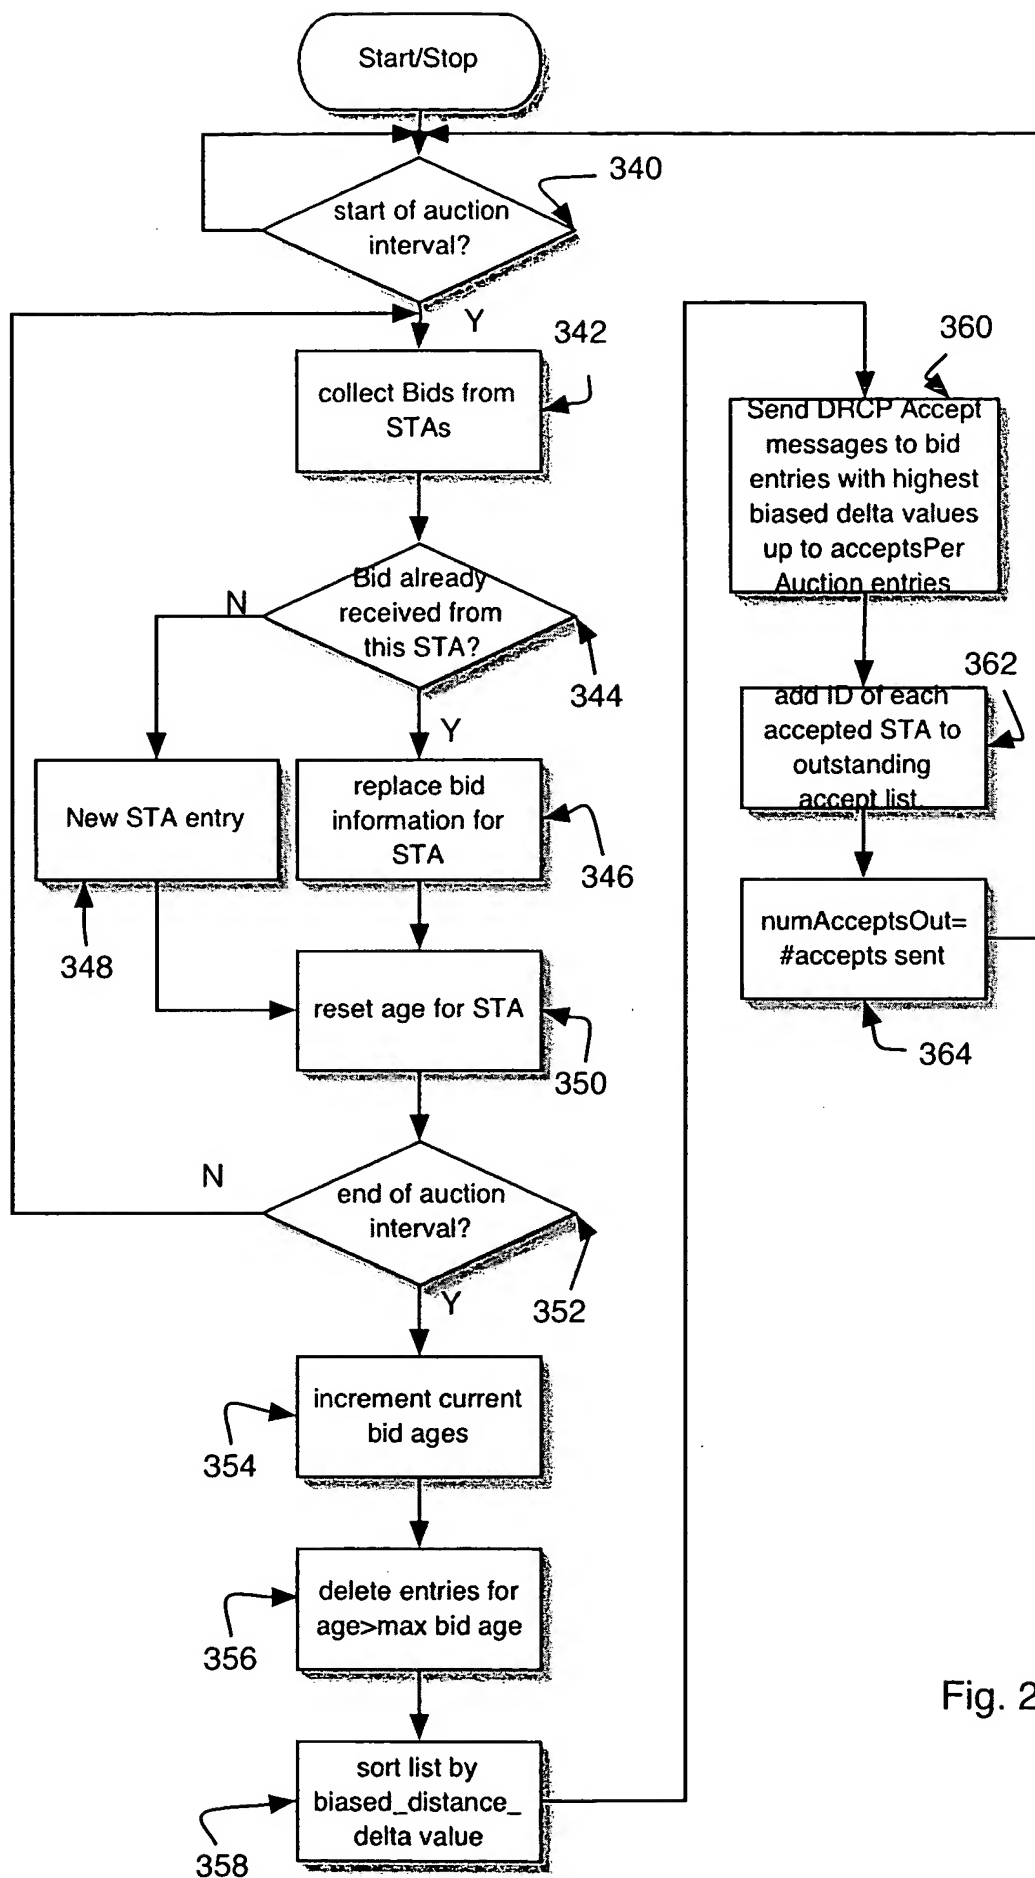 Start/Stop
340
start of auction
interval?
Y
342
collect Bids from
STAs
N
Bid already
received from
this STA?
344
Y
New STA entry
348
replace bid
information for
STA
346
reset age for STA
350
N
end of auction
interval?
352
Y
increment current
bid ages
354
delete entries for
age>max bid age
356
sort list by
biased_distance_
delta value
358
360
Send DRCP Accept
messages to bid
entries with highest
biased delta values
up to acceptsPer
Auction entries
362
add ID of each
accepted STA to
outstanding
accept list.
numAcceptsOut=
#accepts sent
364
Fig. 2